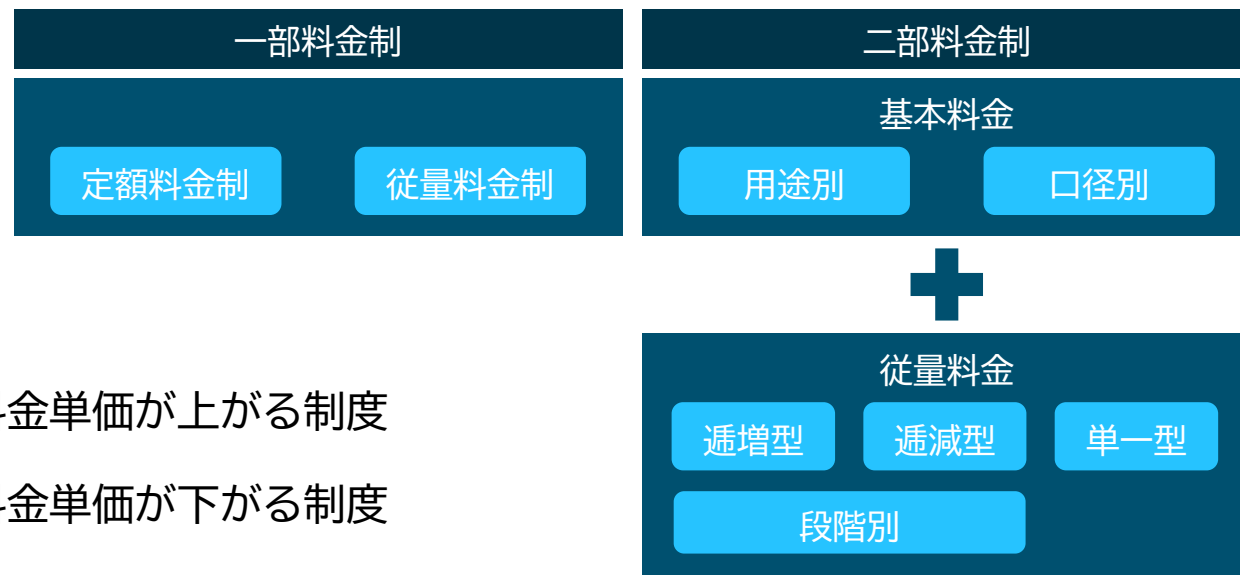 一部料金制
定額料金制
従量料金制
二部料金制
基本料金
用途別
口径別
従量料金
逓増型
逓減型
単一型
段階別
金単価が上がる制度
金単価が下がる制度